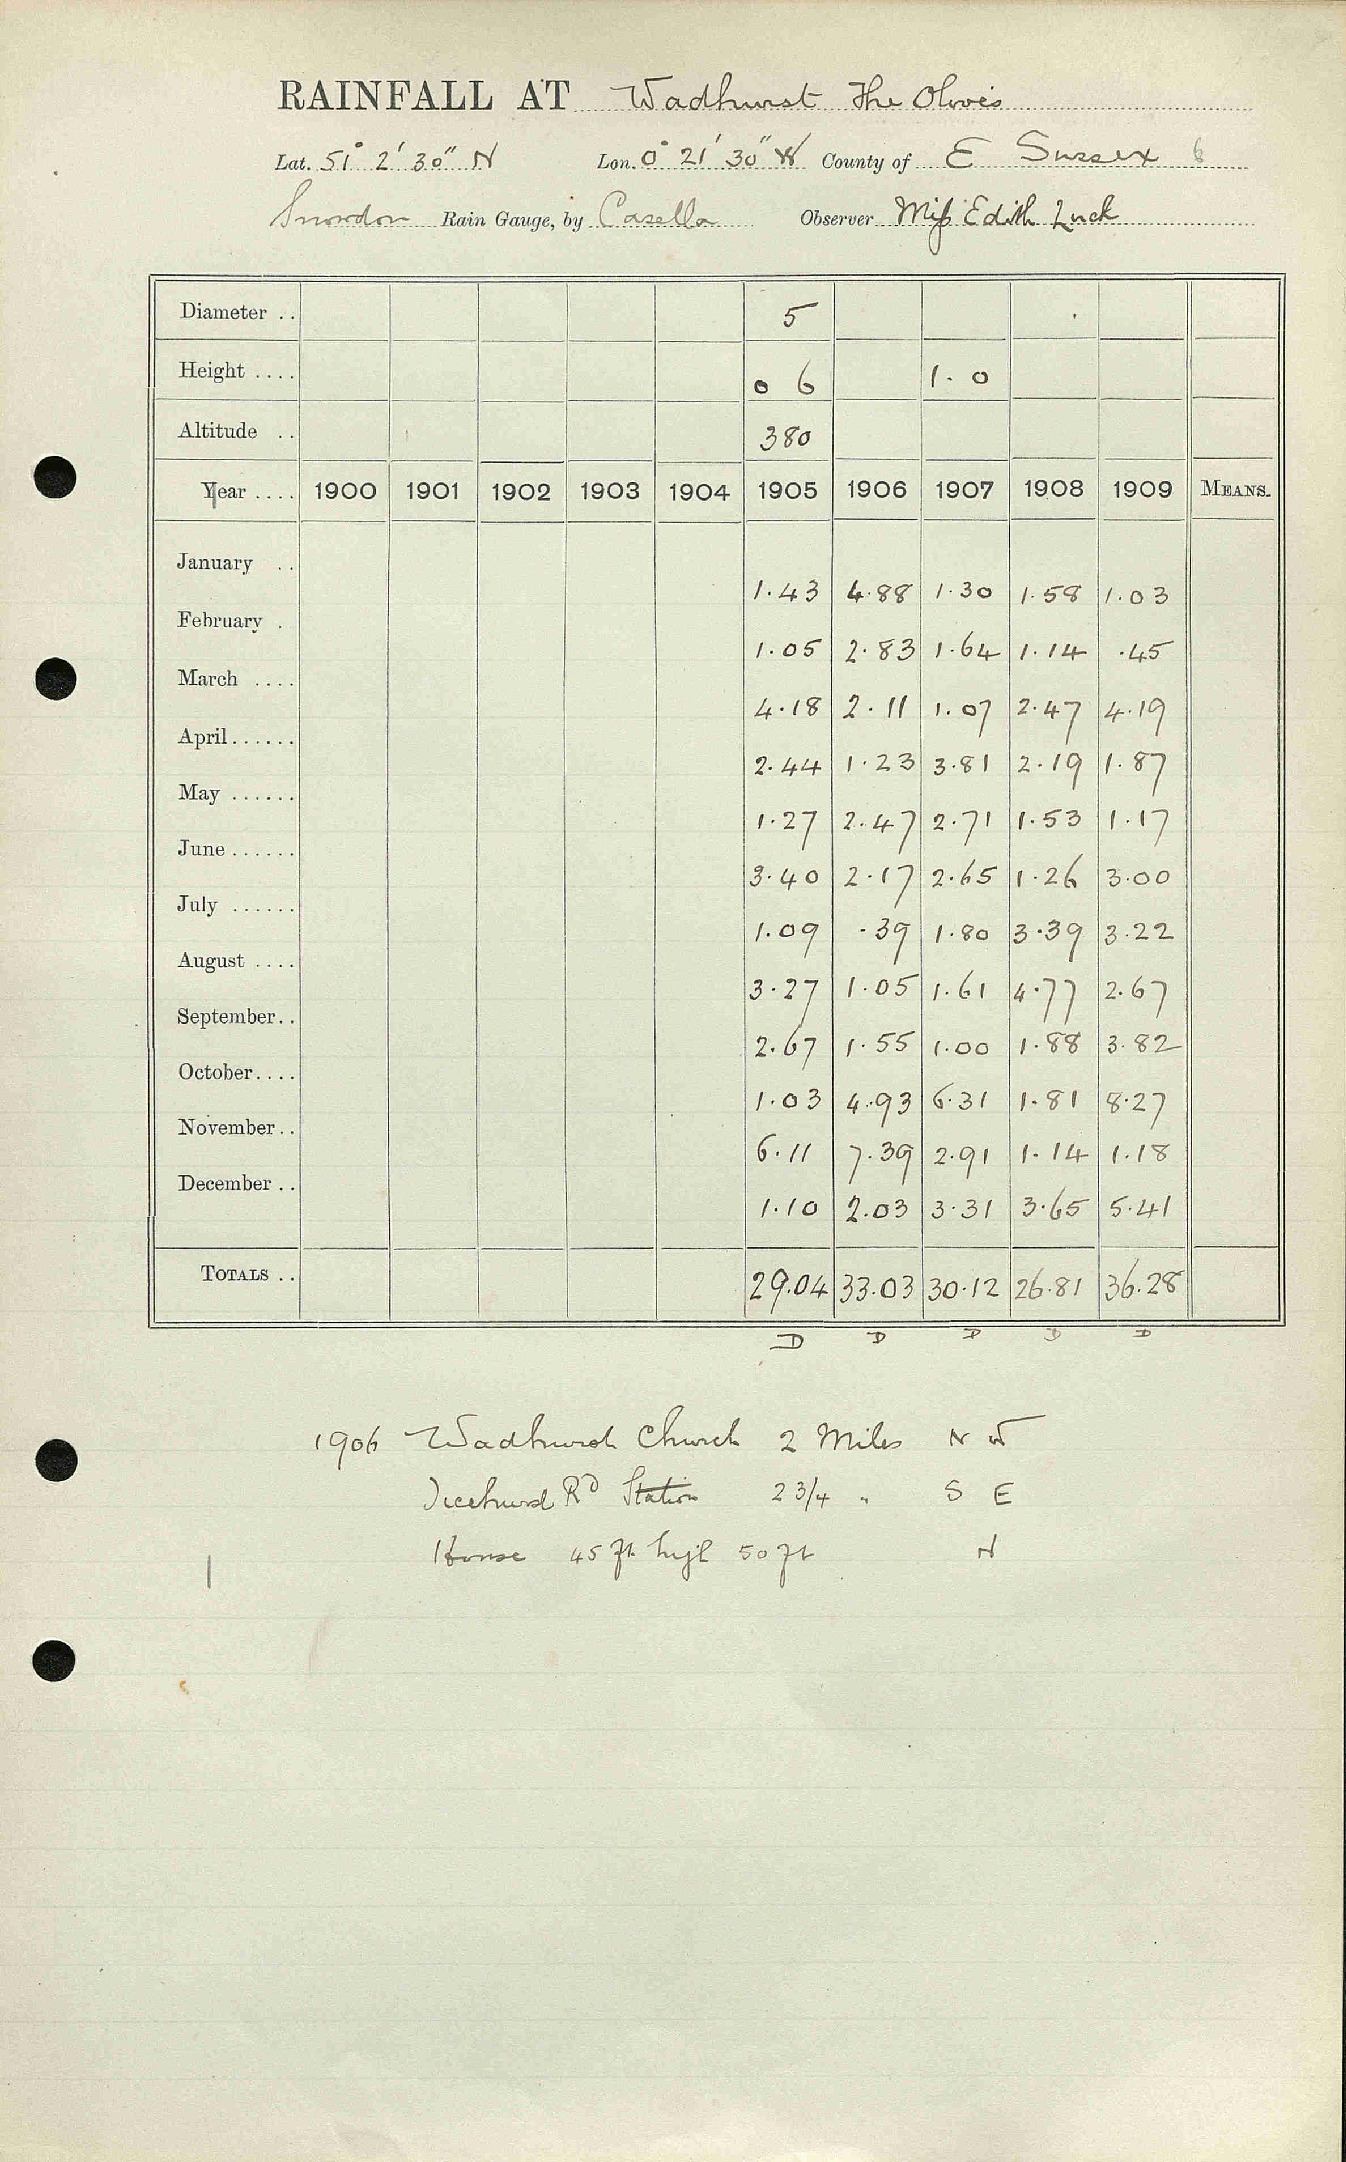 RAINFALL AT Wadhurst The Olives
Lat. 51° 2' 30" N Lon. 0° 21' 30" W County of E Sussex 6
Snowdon Rain Gauge, by Casella Observer Miss Edith Luck
Diameter .. 5
Height .... 0 6 1. 0
Altitude .. 380
Year .... 1900 1901 1902 1903 1904 1905 1906 1907 1908 1909 MEANS.
January .. 1.43 4.88 1.30 1.58 1.03
February . 1.05 2.83 1.64 1.14 .45
March .... 4.18 2.11 1.07 2.47 4.19
April...... 2.44 1.23 3.81 2.19 1.87
May ...... 1.27 2.47 2.71 1.53 1.17
June ...... 3.40 2.17 2.65 1.26 3.00
July ...... 1.09 .39 1.80 3.39 3.22
August .... 3.27 1.05 1.61 4.77 2.67
September.. 2.67 1.55 1.00 1.88 3.82
October.... 1.03 4.93 6.31 1.81 8.27
November.. 6.11 7.39 2.91 1.14 1.18
December .. 1.10 2.03 3.31 3.65 5.41
TOTALS .. 29.04 33.03 30.12 26.81 36.28
D D D D D
1906 Wadhurst Church 2 Miles N W
Ticehurst Rd Station 2 3/4 " S E
House 45 ft high 50 ft N